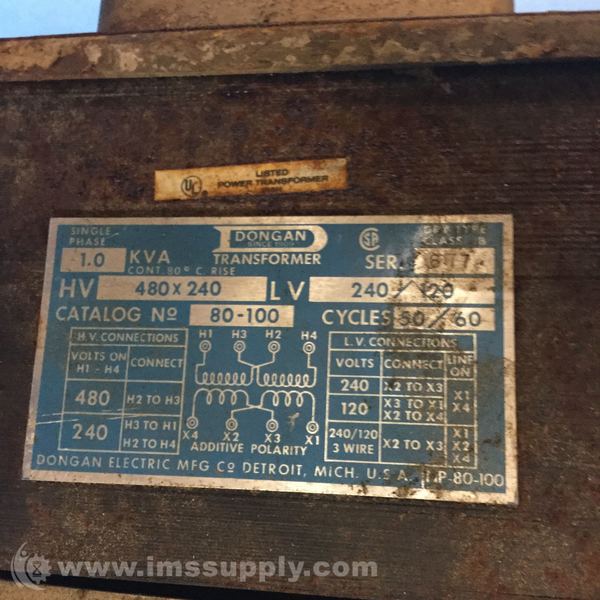 UL LISTED
POWER TRANSFORMER
SINGLE PHASE
DONGAN
SINCE 1909
SP
DRY TYPE
CLASS B
1.0 KVA
TRANSFORMER
SER.
CONT. 80° C. RISE
HV 480 x 240 LV 240 / 120
CATALOG Nº 80-100 CYCLES 50/60
H.V. CONNECTIONS
VOLTS ON H1 - H4 CONNECT
480 H2 TO H3
240 H3 TO H1
H2 TO H4
H1 H3 H2 H4
X4 X2 X3 X1
ADDITIVE POLARITY
L.V. CONNECTIONS
VOLTS CONNECT LINE ON
240 X2 TO X3 X1
120 X3 TO X1 X4
X2 TO X4
240/120 3 WIRE X2 TO X3 X1
X2
X4
DONGAN ELECTRIC MFG CO DETROIT, MICH. U.S.A. NP-80-100
www.imssupply.com